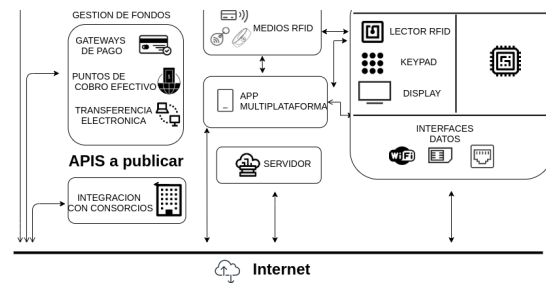 GESTION DE FONDOS
GATEWAYS
DE PAGO
PUNTOS DE
COBRO EFECTIVO
TRANSFERENCIA
ELECTRONICA
APIS a publicar
INTEGRACION
CON CONSORCIOS
MEDIOS RFID
APP
MULTIPLATAFORMA
SERVIDOR
LECTOR RFID
KEYPAD
DISPLAY
INTERFACES
DATOS
WiFi
Internet